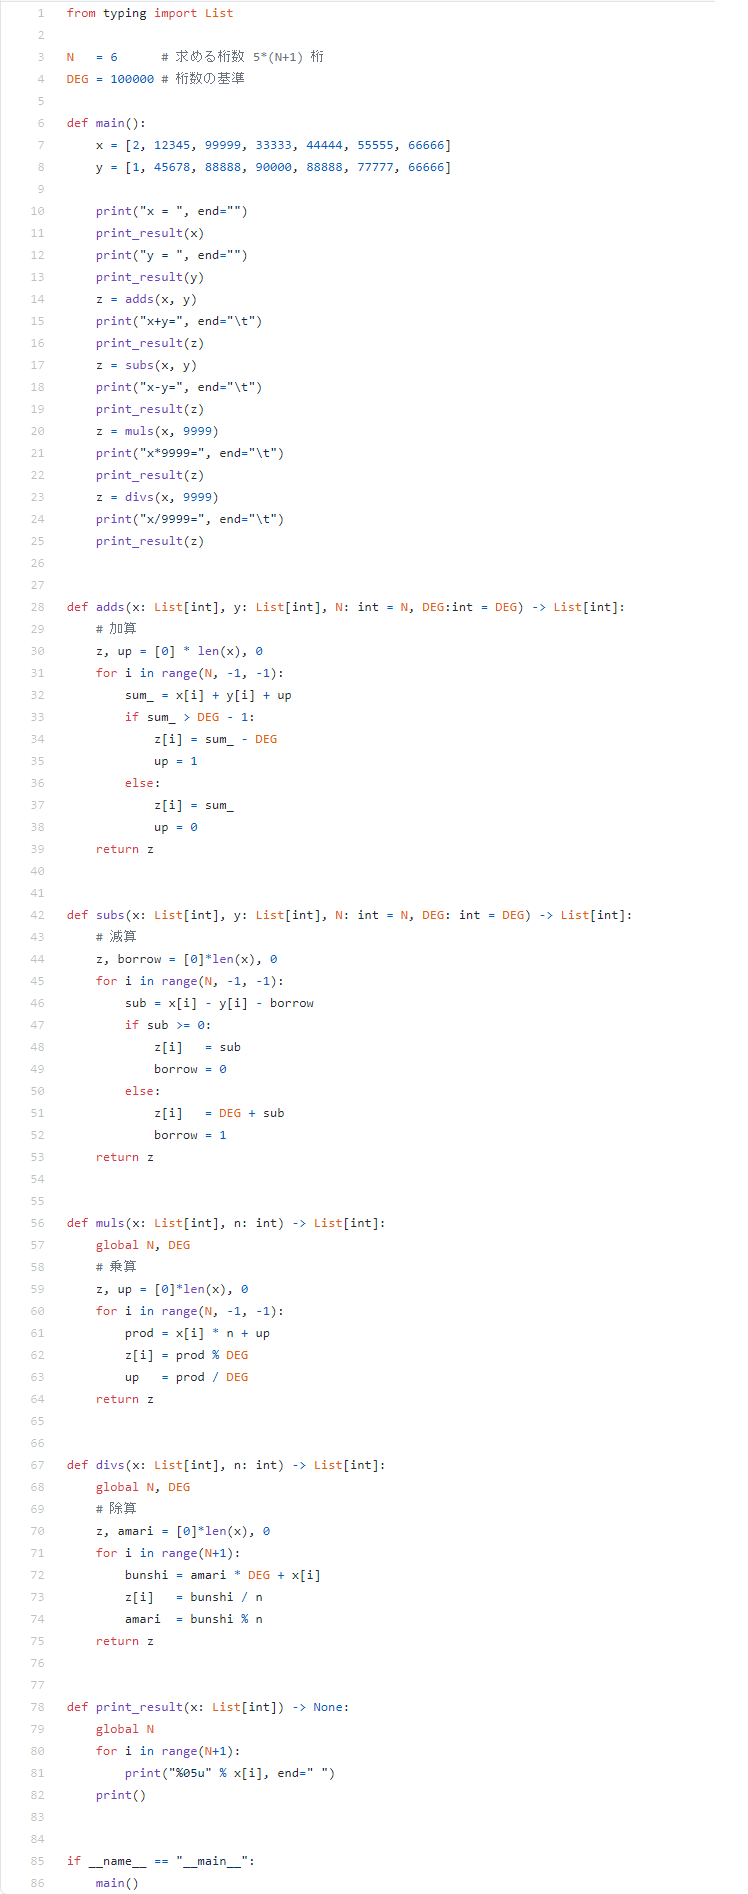 1 from typing import List
2
3 N   = 6      # 求める桁数 5*(N+1) 桁
4 DEG = 100000 # 桁数の基準
5
6 def main():
7     x = [2, 12345, 99999, 33333, 44444, 55555, 66666]
8     y = [1, 45678, 88888, 90000, 88888, 77777, 66666]
9
10     print("x = ", end="")
11     print_result(x)
12     print("y = ", end="")
13     print_result(y)
14     z = adds(x, y)
15     print("x+y=", end="\t")
16     print_result(z)
17     z = subs(x, y)
18     print("x-y=", end="\t")
19     print_result(z)
20     z = muls(x, 9999)
21     print("x*9999=", end="\t")
22     print_result(z)
23     z = divs(x, 9999)
24     print("x/9999=", end="\t")
25     print_result(z)
26
27
28 def adds(x: List[int], y: List[int], N: int = N, DEG:int = DEG) -> List[int]:
29     # 加算
30     z, up = [0] * len(x), 0
31     for i in range(N, -1, -1):
32         sum_ = x[i] + y[i] + up
33         if sum_ > DEG - 1:
34             z[i] = sum_ - DEG
35             up = 1
36         else:
37             z[i] = sum_
38             up = 0
39     return z
40
41
42 def subs(x: List[int], y: List[int], N: int = N, DEG: int = DEG) -> List[int]:
43     # 減算
44     z, borrow = [0]*len(x), 0
45     for i in range(N, -1, -1):
46         sub = x[i] - y[i] - borrow
47         if sub >= 0:
48             z[i]   = sub
49             borrow = 0
50         else:
51             z[i]   = DEG + sub
52             borrow = 1
53     return z
54
55
56 def muls(x: List[int], n: int) -> List[int]:
57     global N, DEG
58     # 乗算
59     z, up = [0]*len(x), 0
60     for i in range(N, -1, -1):
61         prod = x[i] * n + up
62         z[i] = prod % DEG
63         up   = prod / DEG
64     return z
65
66
67 def divs(x: List[int], n: int) -> List[int]:
68     global N, DEG
69     # 除算
70     z, amari = [0]*len(x), 0
71     for i in range(N+1):
72         bunshi = amari * DEG + x[i]
73         z[i]   = bunshi / n
74         amari  = bunshi % n
75     return z
76
77
78 def print_result(x: List[int]) -> None:
79     global N
80     for i in range(N+1):
81         print("%05u" % x[i], end=" ")
82     print()
83
84
85 if __name__ == "__main__":
86     main()